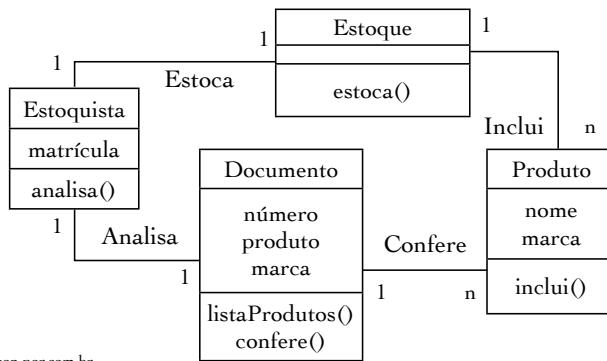 Estoque
estoca()
1
1
1
Estoca
Inclui
n
Estoquista
matrícula
analisa()
1
Analisa
1
Documento
número
produto
marca
listaProdutos()
confere()
Confere
1
n
Produto
nome
marca
inclui()